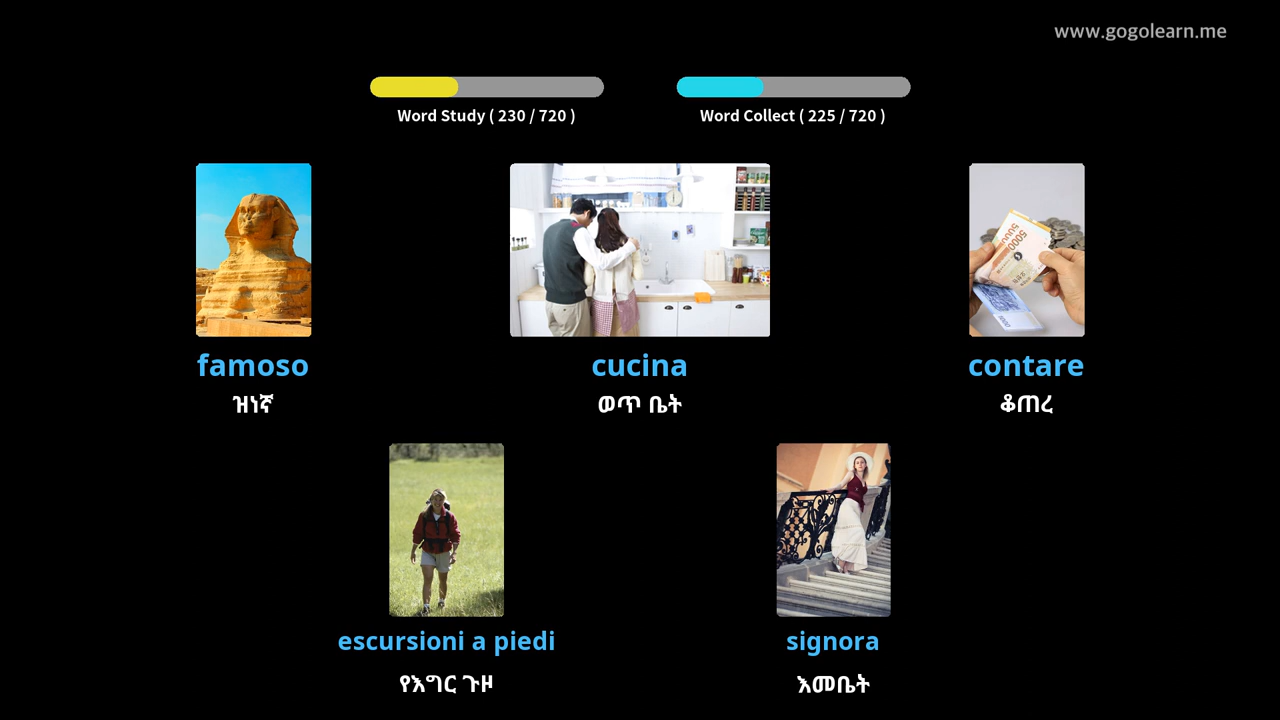 www.gogolearn.me
Word Study ( 230 / 720 )
Word Collect ( 225 / 720 )
famoso
ዝነኛ
cucina
ወጥ ቤት
contare
ቆጠረ
escursioni a piedi
የእግር ጉዞ
signora
እመቤት